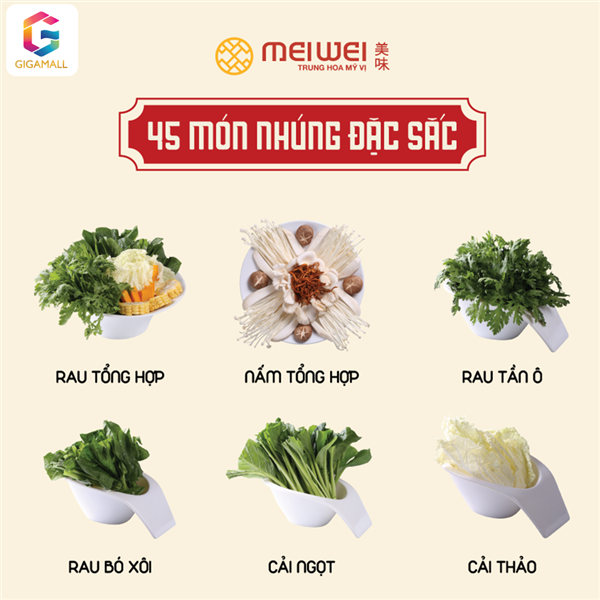 GIGAMALL
MEIWEI 美味
TRUNG HOA MỸ VỊ
45 MÓN NHÚNG ĐẶC SẮC
RAU TỔNG HỢP
NẤM TỔNG HỢP
RAU TẦN Ô
RAU BÓ XÔI
CẢI NGỌT
CẢI THẢO